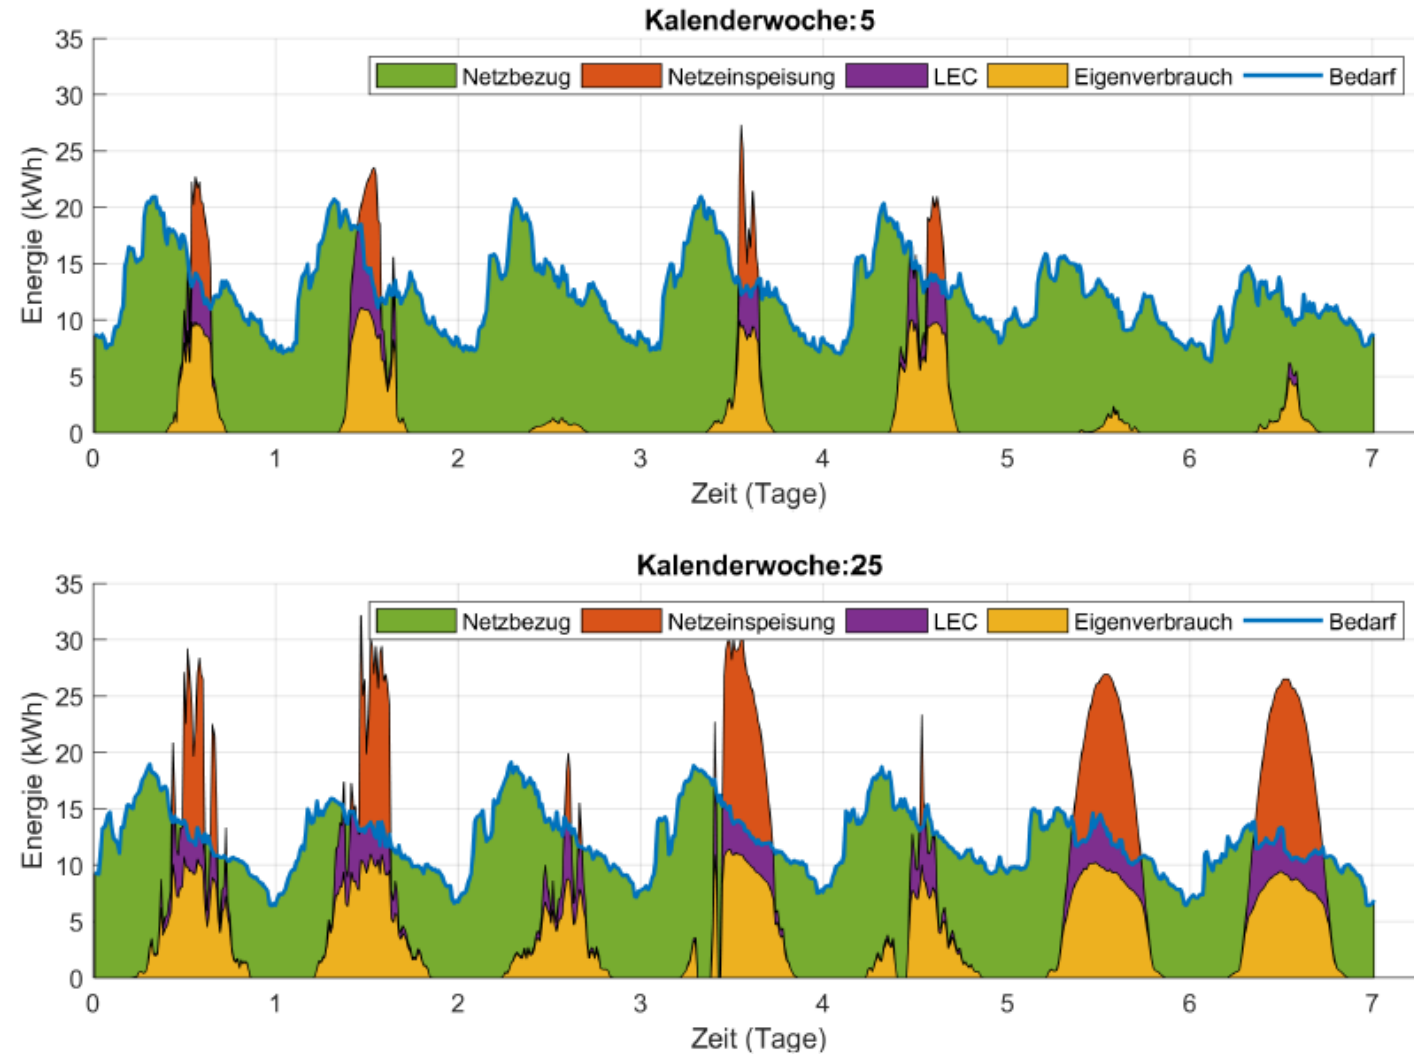 Kalenderwoche:5
Netzbezug Netzeinspeisung LEC Eigenverbrauch Bedarf
35
30
25
20
15
10
5
0
Energie (kWh)
0 1 2 3 4 5 6 7
Zeit (Tage)
Kalenderwoche:25
Netzbezug Netzeinspeisung LEC Eigenverbrauch Bedarf
35
30
25
20
15
10
5
0
Energie (kWh)
0 1 2 3 4 5 6 7
Zeit (Tage)